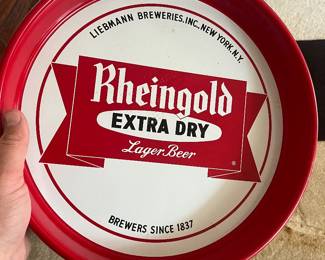 LIEBMANN BREWERIES, INC., NEW YORK, N.Y.
Rheingold
EXTRA DRY
Lager Beer
®
BREWERS SINCE 1837